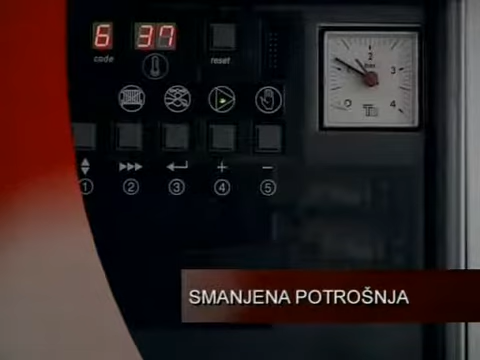 6 37
code
reset
bar
0 1 2 3 4
+ -
1 2 3 4 5
SMANJENA POTROŠNJA